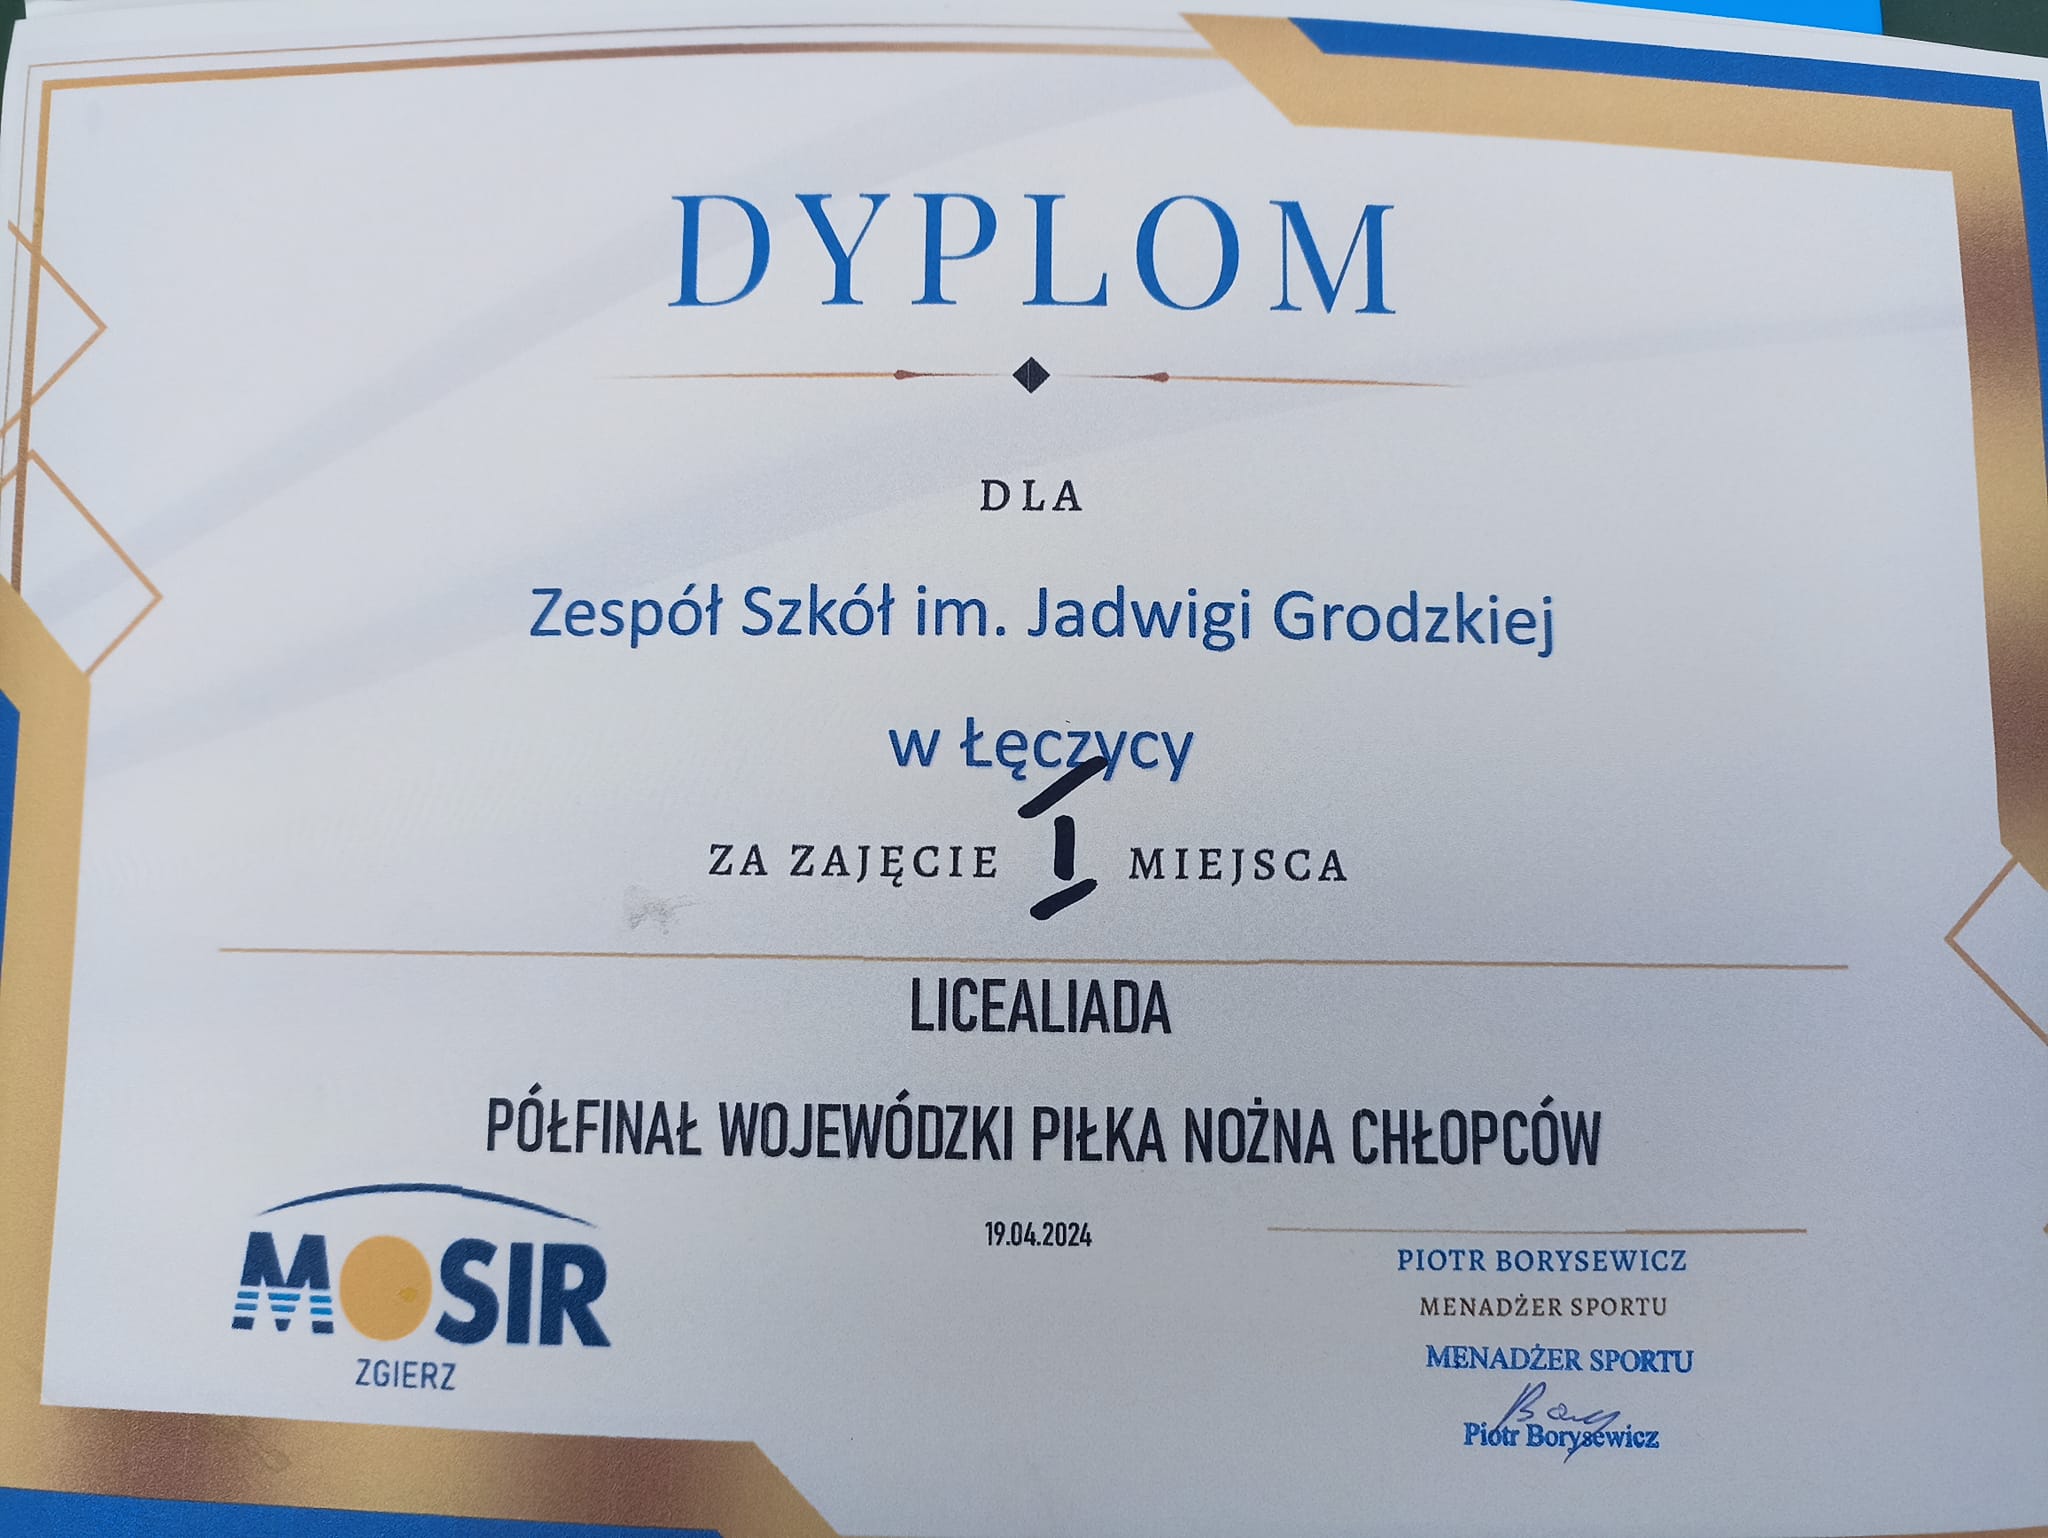 DYPLOM
DLA
Zespół Szkół im. Jadwigi Grodzkiej
w Łęczycy
ZA ZAJĘCIE I MIEJSCA
LICEALIADA
PÓŁFINAŁ WOJEWÓDZKI PIŁKA NOŻNA CHŁOPCÓW
19.04.2024
MOSIR
ZGIERZ
PIOTR BORYSEWICZ
MENADŻER SPORTU
MENADŻER SPORTU
Piotr Borysewicz